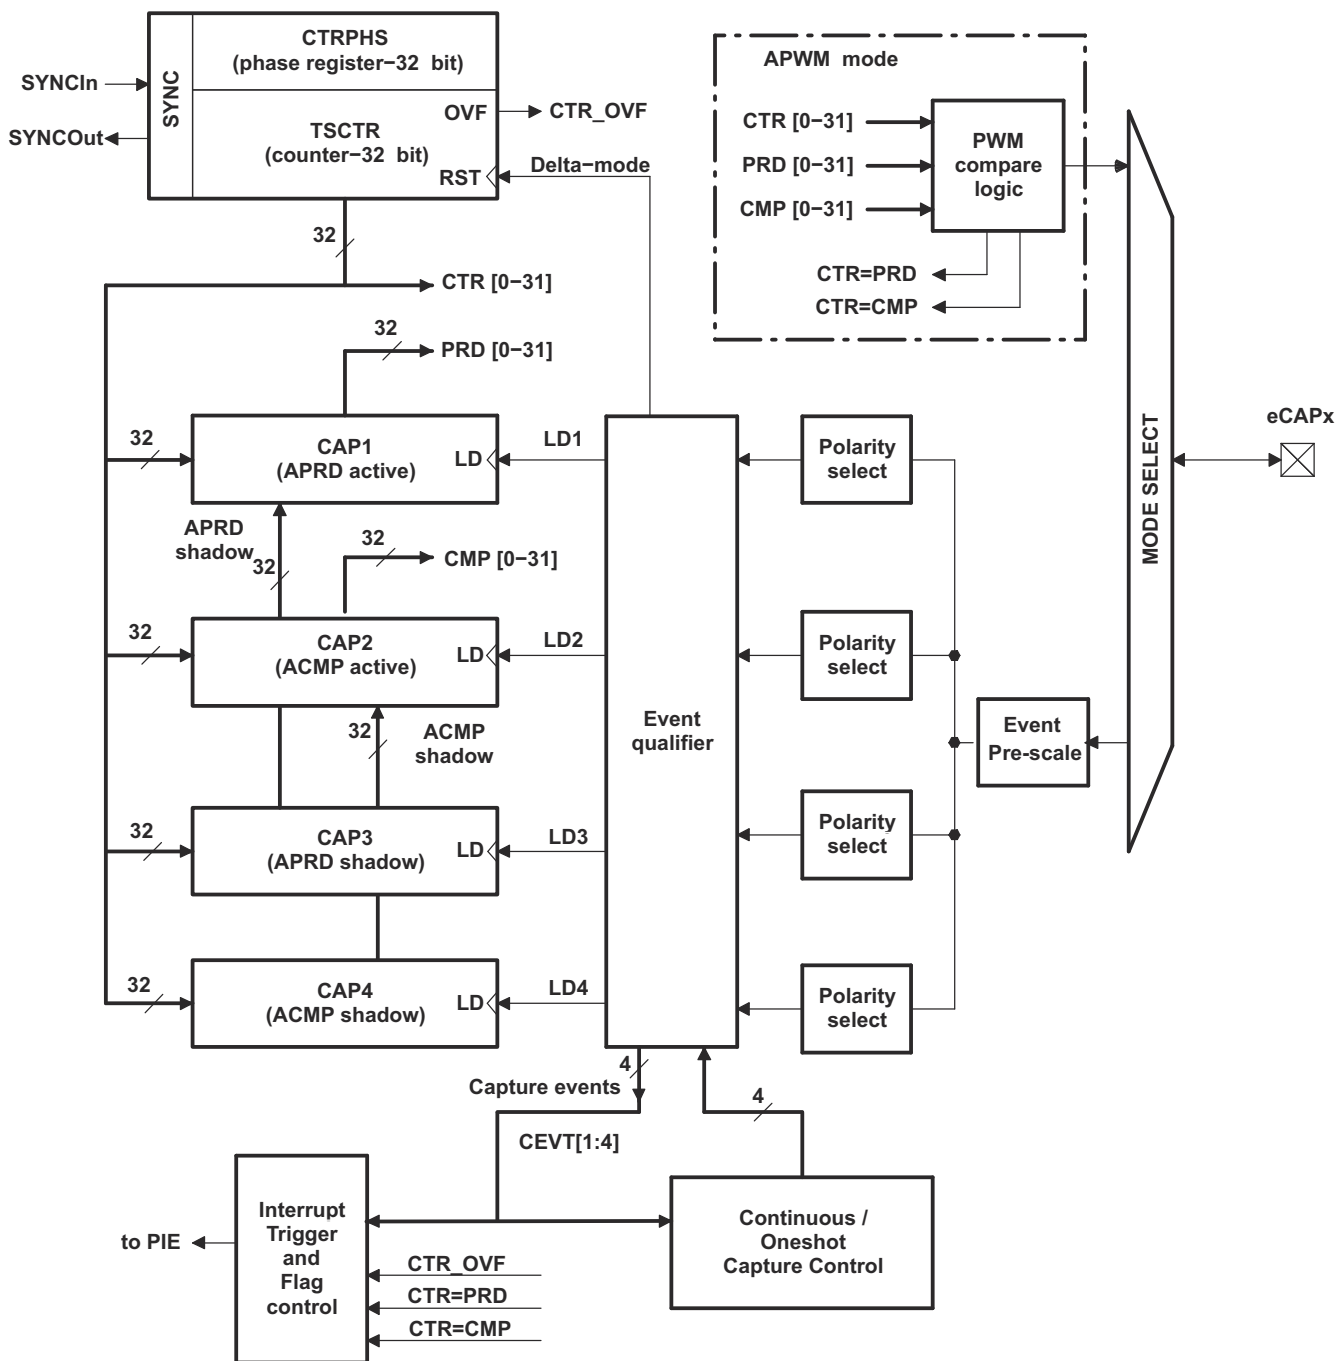 CTRPHS
(phase register−32 bit)
SYNC
SYNCIn
SYNCOut
OVF
CTR_OVF
TSCTR
(counter−32 bit)
RST
Delta−mode
32
CTR [0−31]
32
PRD [0−31]
APWM mode
CTR [0−31]
PRD [0−31]
CMP [0−31]
PWM
compare
logic
CTR=PRD
CTR=CMP
MODE SELECT
eCAPx
32
CAP1
(APRD active)
LD
LD1
Polarity
select
APRD
shadow
32
32
CMP [0−31]
32
CAP2
(ACMP active)
LD
LD2
Polarity
select
32
ACMP
shadow
Event
qualifier
Event
Pre-scale
32
CAP3
(APRD shadow)
LD
LD3
Polarity
select
32
CAP4
(ACMP shadow)
LD
LD4
Polarity
select
4
Capture events
4
CEVT[1:4]
Interrupt
Trigger
and
Flag
control
to PIE
CTR_OVF
CTR=PRD
CTR=CMP
Continuous /
Oneshot
Capture Control